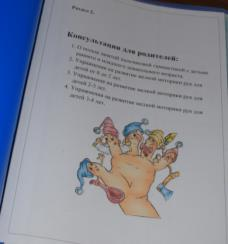 Раздел 2.
Консультации для родителей:
1. О пользе занятий пальчиковой гимнастикой с детьми
раннего и младшего дошкольного возраста.
2. Упражнения на развитие мелкой моторики рук для
детей от 6 до 7 лет.
3. Упражнения на развитие мелкой моторики рук для
детей 2-3 лет.
4. Упражнения на развитие мелкой моторики рук для
детей 3-4 лет.